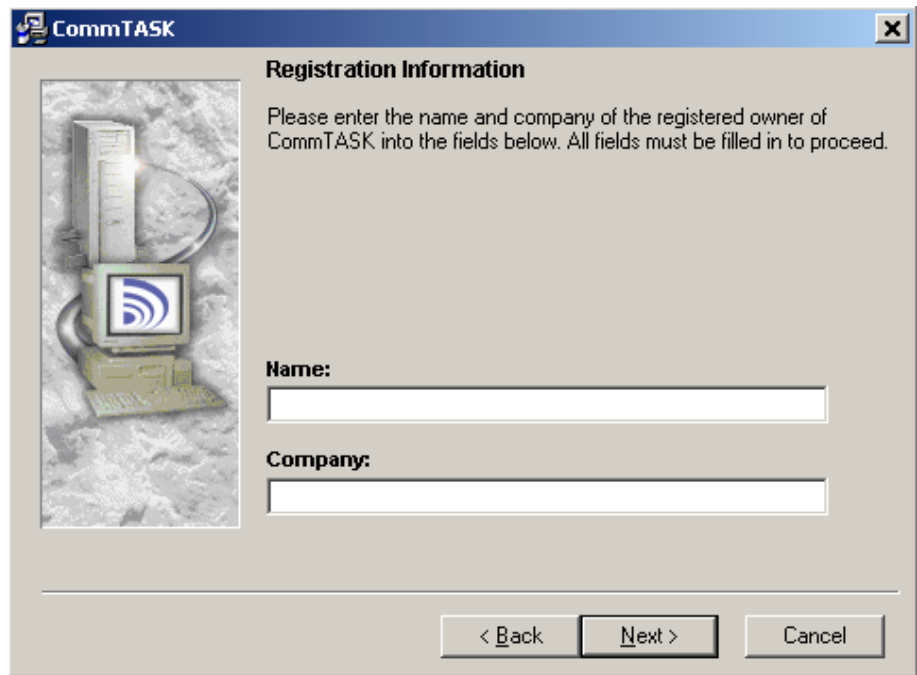 CommTASK
Registration Information
Please enter the name and company of the registered owner of
CommTASK into the fields below. All fields must be filled in to proceed.
Name:
Company:
< Back Next > Cancel